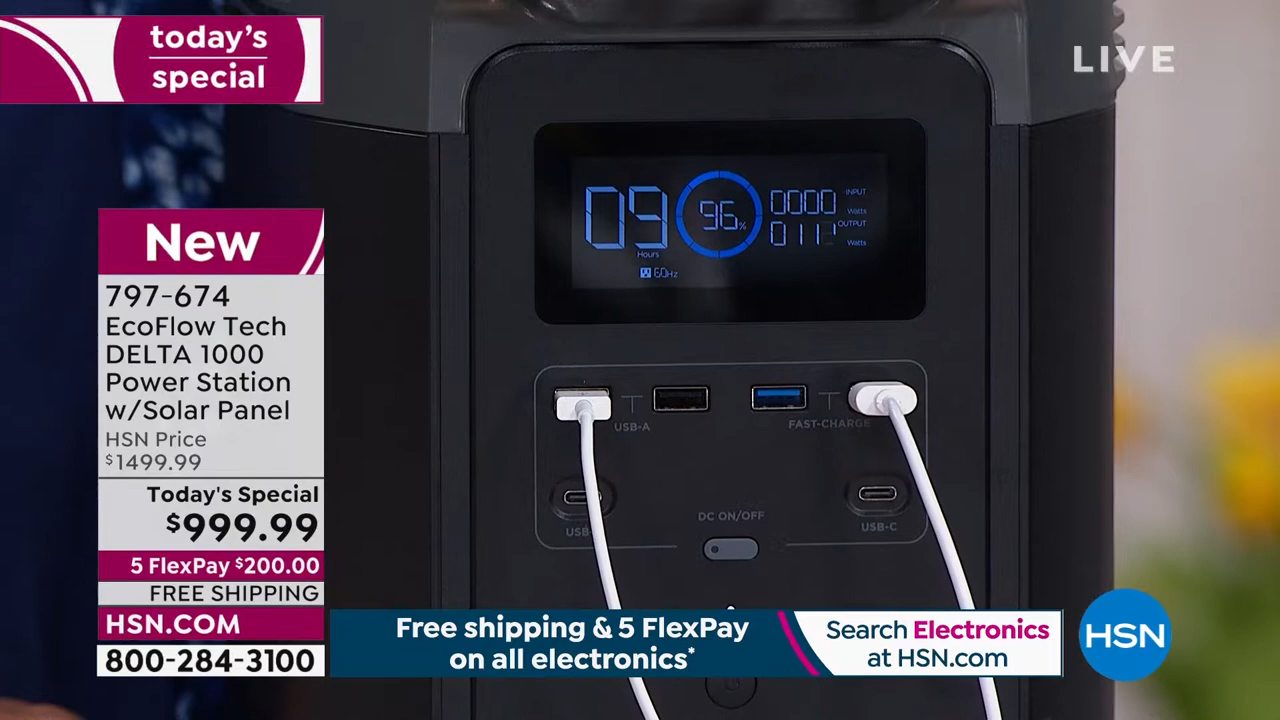 today's
special
LIVE
New
797-674
EcoFlow Tech
DELTA 1000
Power Station
w/Solar Panel
HSN Price
$1499.99
Today's Special
$999.99
5 FlexPay $200.00
FREE SHIPPING
HSN.COM
800-284-3100
09
Hours
96%
0000
INPUT
Watts
OUTPUT
Watts
60Hz
USB-A
FAST-CHARGE
DC ON/OFF
USB
USB-C
Free shipping & 5 FlexPay
on all electronics*
Search Electronics
at HSN.com
HSN